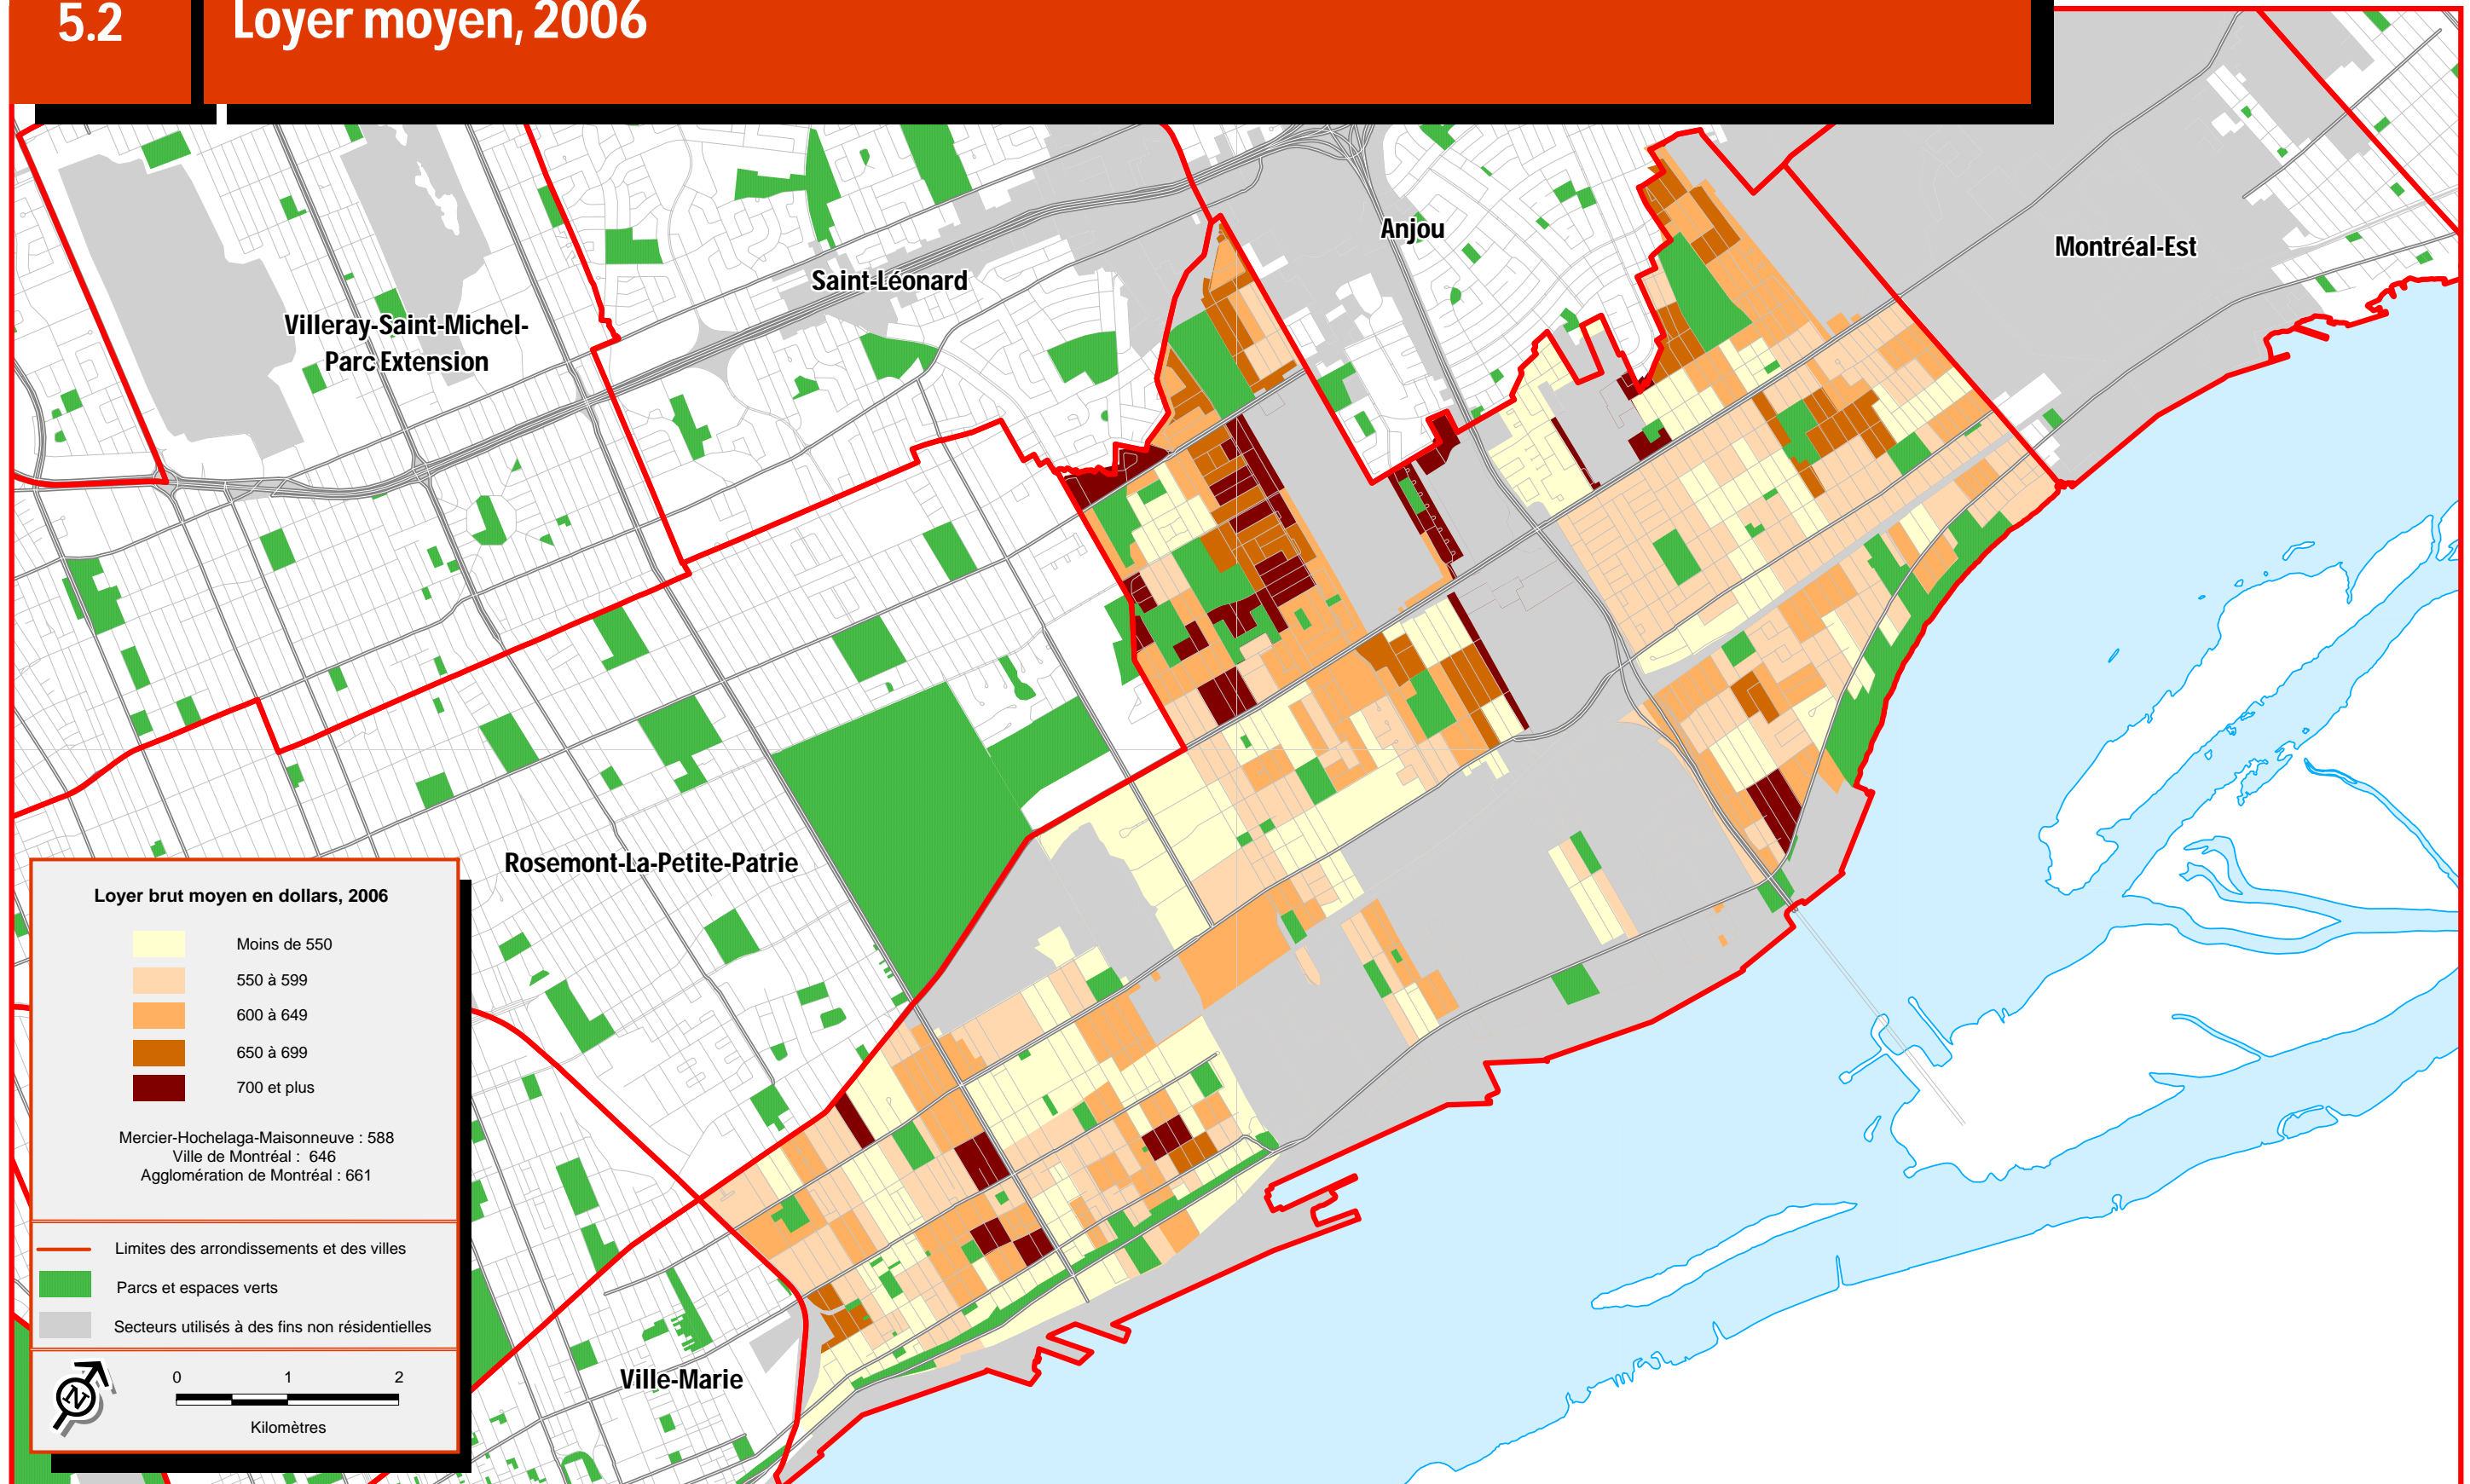 5.2
Loyer moyen, 2006
Anjou
Montréal-Est
Saint-Léonard
Villeray-Saint-Michel-
Parc Extension
Rosemont-La-Petite-Patrie
Ville-Marie
Loyer brut moyen en dollars, 2006
Moins de 550
550 à 599
600 à 649
650 à 699
700 et plus
Mercier-Hochelaga-Maisonneuve : 588
Ville de Montréal : 646
Agglomération de Montréal : 661
Limites des arrondissements et des villes
Parcs et espaces verts
Secteurs utilisés à des fins non résidentielles
N
0 1 2
Kilomètres